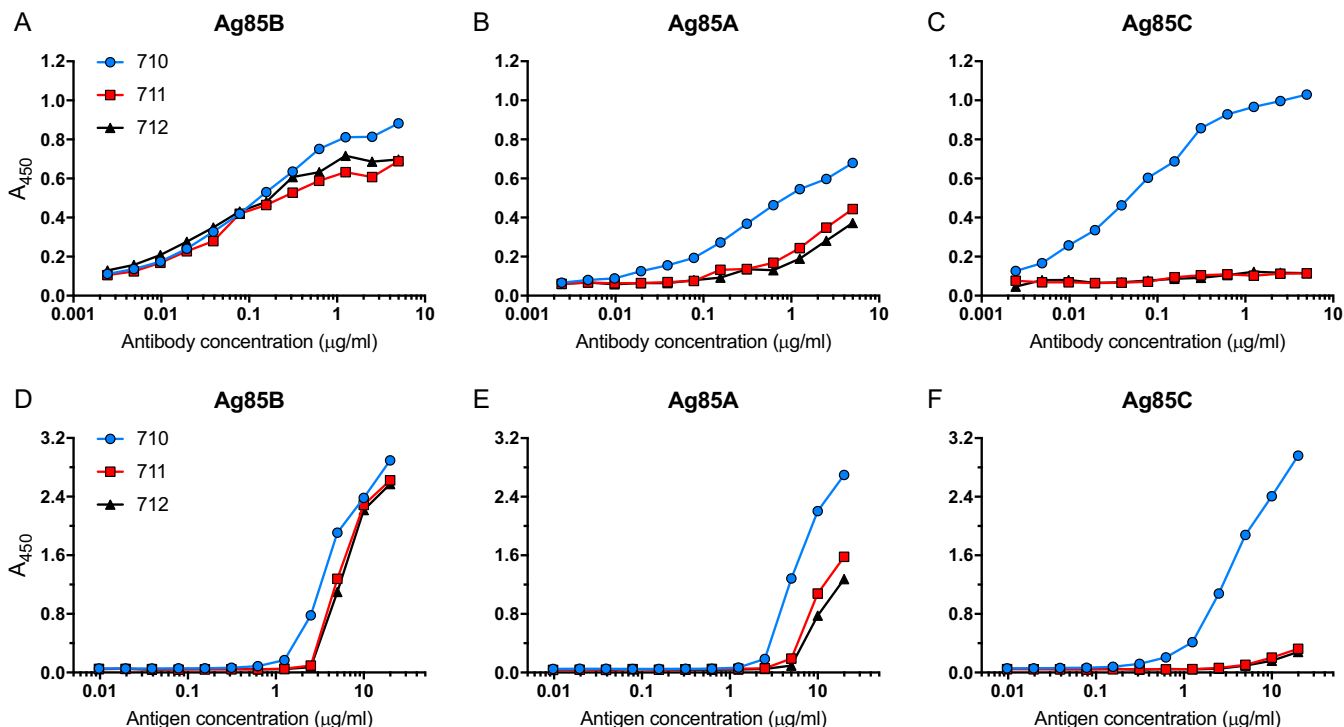 A Ag85B
B Ag85A
C Ag85C
1.2 1.0 0.8 0.6 0.4 0.2 0.0
A450
710
711
712
0.001 0.01 0.1 1 10
Antibody concentration (μg/ml)
1.2 1.0 0.8 0.6 0.4 0.2 0.0
0.001 0.01 0.1 1 10
Antibody concentration (μg/ml)
1.2 1.0 0.8 0.6 0.4 0.2 0.0
0.001 0.01 0.1 1 10
Antibody concentration (μg/ml)
D Ag85B
E Ag85A
F Ag85C
3.2 2.4 1.6 0.8 0.0
A450
710
711
712
0.01 0.1 1 10
Antigen concentration (μg/ml)
3.2 2.4 1.6 0.8 0.0
0.01 0.1 1 10
Antigen concentration (μg/ml)
3.2 2.4 1.6 0.8 0.0
0.01 0.1 1 10
Antigen concentration (μg/ml)